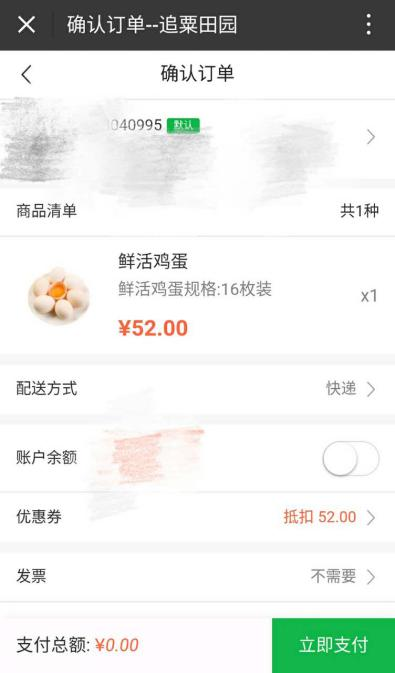 确认订单--追粟田园
确认订单
040995 默认
商品清单 共1种
鲜活鸡蛋
鲜活鸡蛋规格:16枚装 x1
¥52.00
配送方式 快递
账户余额
优惠券 抵扣 52.00
发票 不需要
支付总额: ¥0.00 立即支付